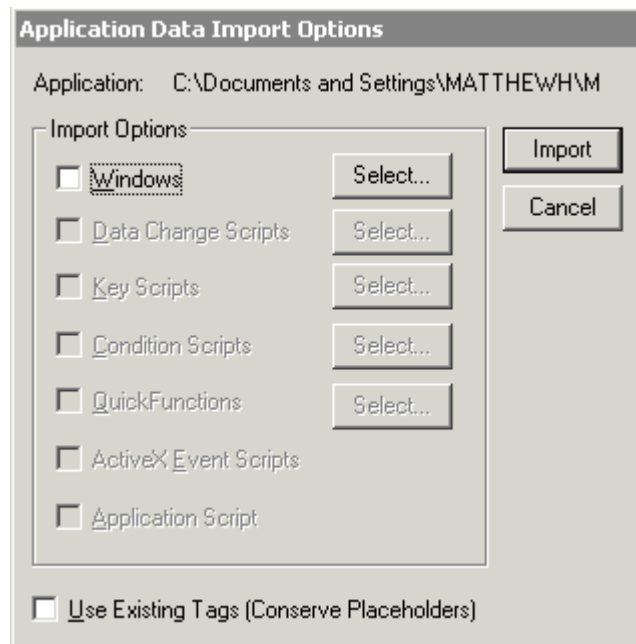 Application Data Import Options
Application: C:\Documents and Settings\MATTHEWH\M
Import Options
Windows Select...
Import
Cancel
Data Change Scripts Select...
Key Scripts Select...
Condition Scripts Select...
QuickFunctions Select...
ActiveX Event Scripts
Application Script
Use Existing Tags (Conserve Placeholders)